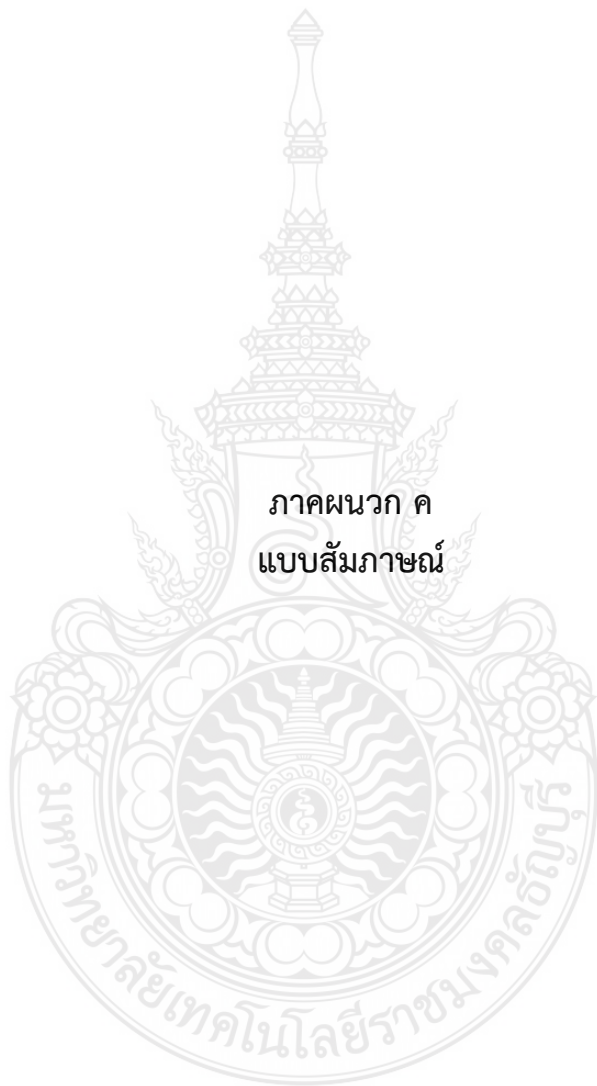 ภาคผนวก ค
แบบสัมภาษณ์
มหาวิทยาลัยเทคโนโลยีราชมงคลธัญบุรี